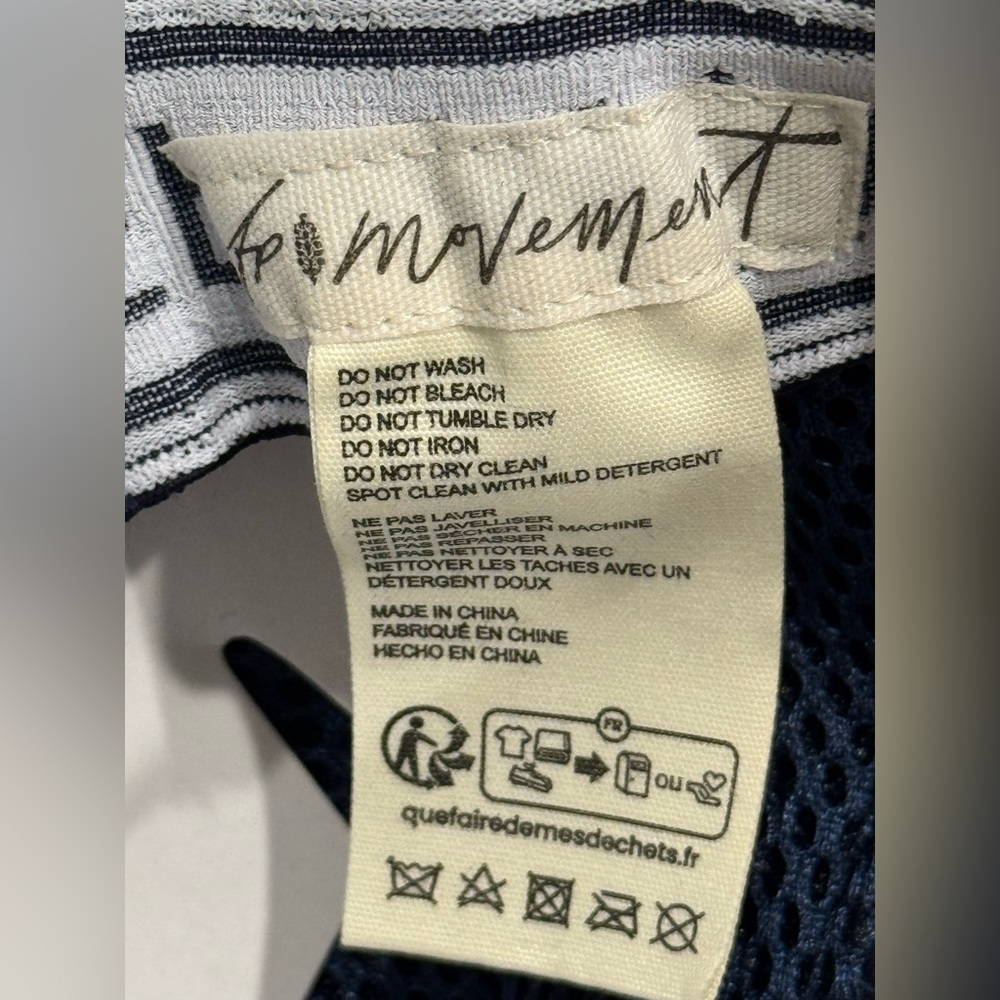 fp movement
DO NOT WASH
DO NOT BLEACH
DO NOT TUMBLE DRY
DO NOT IRON
DO NOT DRY CLEAN
SPOT CLEAN WITH MILD DETERGENT
NE PAS LAVER
NE PAS JAVELLISER
NE PAS SÉCHER EN MACHINE
NE PAS REPASSER
NE PAS NETTOYER À SEC
NETTOYER LES TACHES AVEC UN
DÉTERGENT DOUX
MADE IN CHINA
FABRIQUÉ EN CHINE
HECHO EN CHINA
FR
ou
quefairedemesdechets.fr